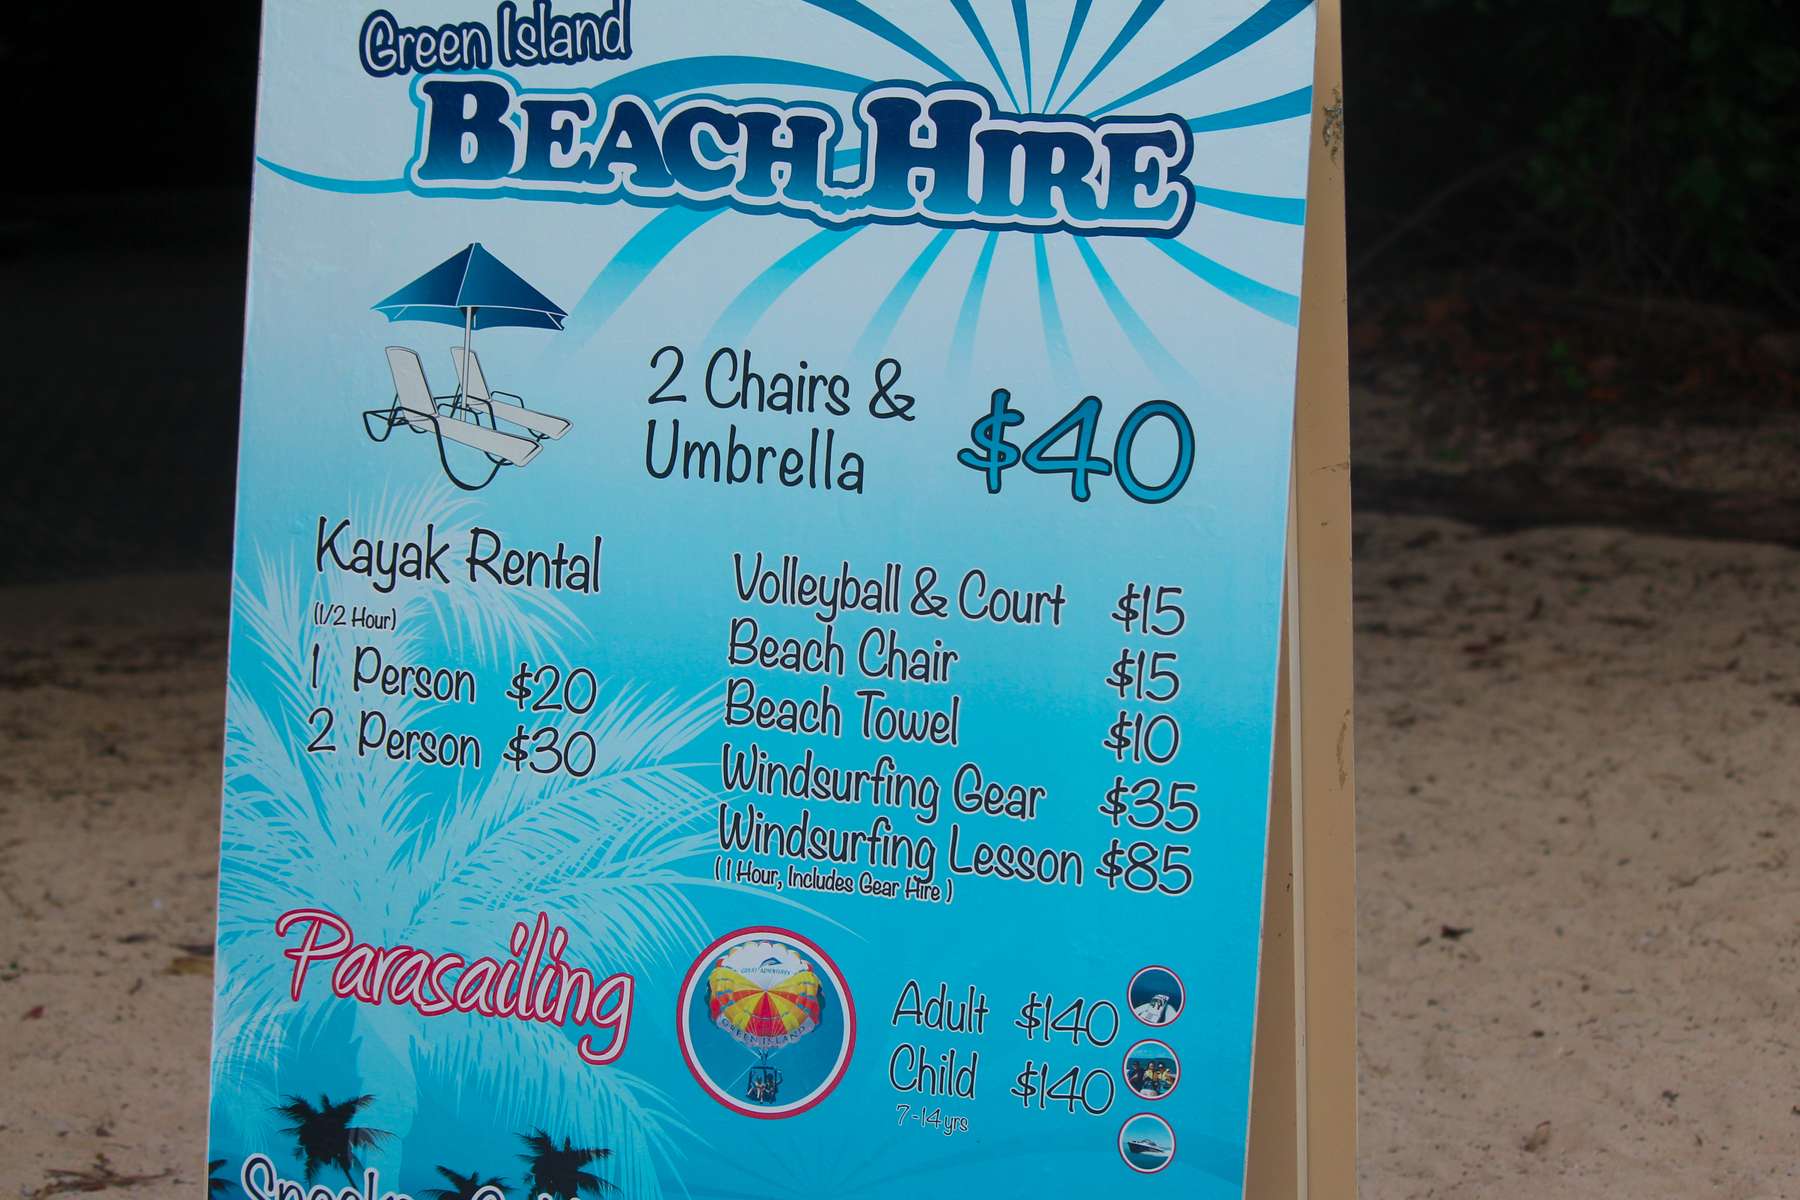 Green Island
BEACH HIRE
2 Chairs &
Umbrella
$40
Kayak Rental
(1/2 Hour)
1 Person $20
2 Person $30
Volleyball & Court $15
Beach Chair $15
Beach Towel $10
Windsurfing Gear $35
Windsurfing Lesson $85
(1 Hour, Includes Gear Hire)
Parasailing
GREAT ADVENTURES
GREEN ISLAND
Adult $140
Child $140
7-14 yrs